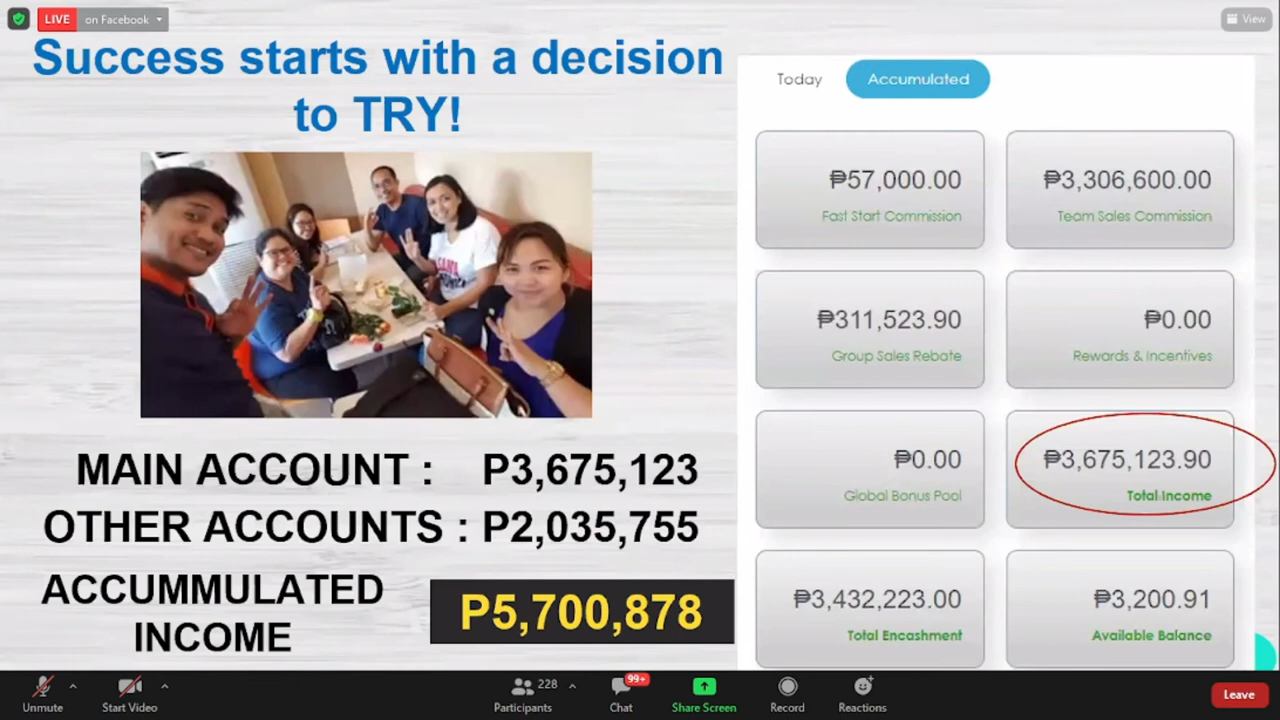 LIVE on Facebook
View
Success starts with a decision
to TRY!
MAIN ACCOUNT : P3,675,123
OTHER ACCOUNTS : P2,035,755
ACCUMMULATED
INCOME
P5,700,878
Today Accumulated
₱57,000.00
Fast Start Commission
₱3,306,600.00
Team Sales Commission
₱311,523.90
Group Sales Rebate
₱0.00
Rewards & Incentives
₱0.00
Global Bonus Pool
₱3,675,123.90
Total Income
₱3,432,223.00
Total Encashment
₱3,200.91
Available Balance
Unmute
Start Video
228
Participants
99+
Chat
Share Screen
Record
Reactions
Leave